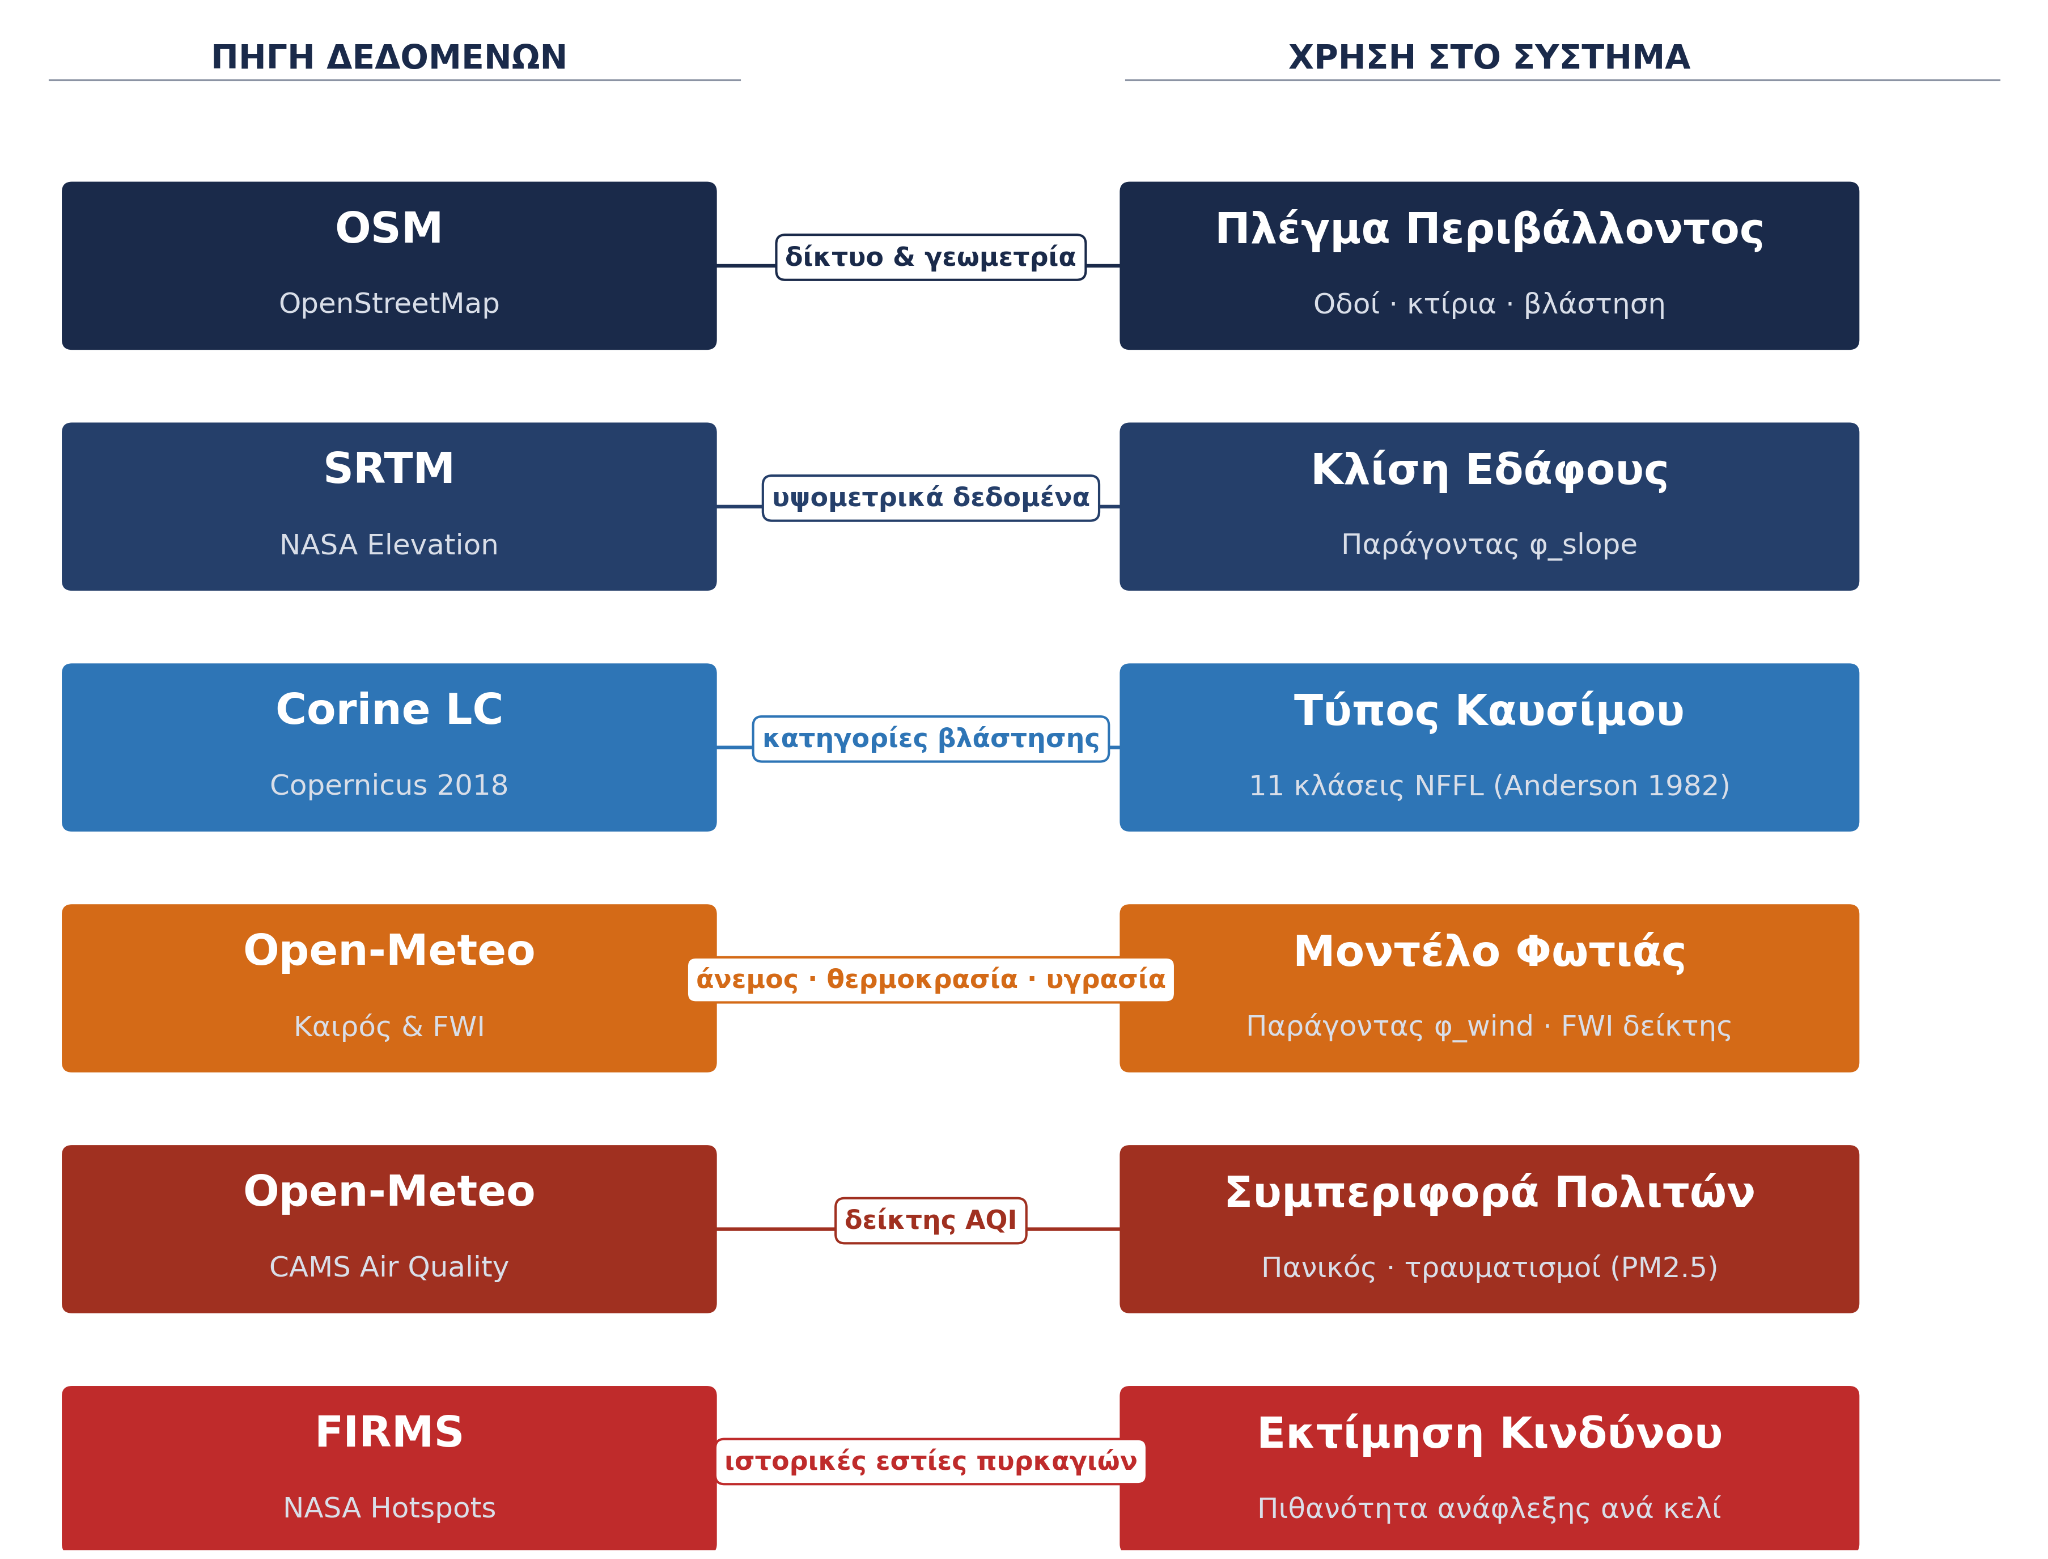 ΠΗΓΗ ΔΕΔΟΜΕΝΩΝ
ΧΡΗΣΗ ΣΤΟ ΣΥΣΤΗΜΑ
OSM
OpenStreetMap
δίκτυο & γεωμετρία
Πλέγμα Περιβάλλοντος
Οδοί · κτίρια · βλάστηση
SRTM
NASA Elevation
υψομετρικά δεδομένα
Κλίση Εδάφους
Παράγοντας φ_slope
Corine LC
Copernicus 2018
κατηγορίες βλάστησης
Τύπος Καυσίμου
11 κλάσεις NFFL (Anderson 1982)
Open-Meteo
Καιρός & FWI
άνεμος · θερμοκρασία · υγρασία
Μοντέλο Φωτιάς
Παράγοντας φ_wind · FWI δείκτης
Open-Meteo
CAMS Air Quality
δείκτης AQI
Συμπεριφορά Πολιτών
Πανικός · τραυματισμοί (PM2.5)
FIRMS
NASA Hotspots
ιστορικές εστίες πυρκαγιών
Εκτίμηση Κινδύνου
Πιθανότητα ανάφλεξης ανά κελί